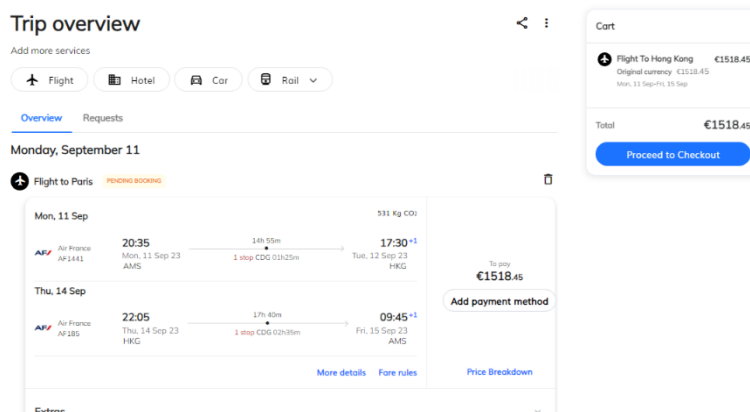 Trip overview
Add more services
Flight
Hotel
Car
Rail
Overview
Requests
Monday, September 11
Flight to Paris
PENDING BOOKING
Mon, 11 Sep
531 Kg CO2
AF
Air France
AF1441
20:35
Mon, 11 Sep 23
AMS
14h 55m
1 stop CDG 01h25m
17:30 +1
Tue, 12 Sep 23
HKG
Thu, 14 Sep
AF
Air France
AF185
22:05
Thu, 14 Sep 23
HKG
17h 40m
1 stop CDG 02h35m
09:45 +1
Fri, 15 Sep 23
AMS
More details
Fare rules
To pay
€1518.45
Add payment method
Price Breakdown
Extras
Cart
Flight To Hong Kong €1518.45
Original currency €1518.45
Mon, 11 Sep-Fri, 15 Sep
Total €1518.45
Proceed to Checkout